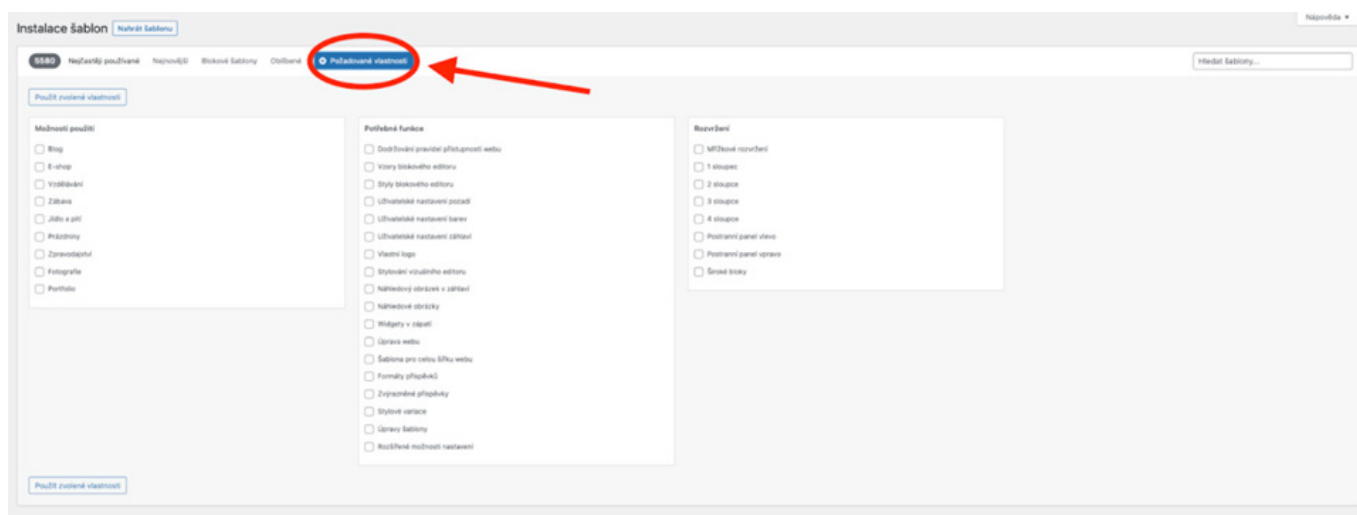 Nápověda
Instalace šablon Nahrát šablonu
5580 Nejčastěji používané Nejnovější Blokové šablony Oblíbené Požadované vlastnosti Hledat šablony...
Použít zvolené vlastnosti
Možnosti použití
Blog
E-shop
Vzdělávání
Zábava
Jídlo a pití
Prázdniny
Zpravodajství
Fotografie
Portfolio
Potřebné funkce
Dodržování pravidel přístupnosti webu
Vzory blokového editoru
Styly blokového editoru
Uživatelské nastavení pozadí
Uživatelské nastavení barev
Uživatelské nastavení záhlaví
Vlastní logo
Stylování vizuálního editoru
Náhledový obrázek v záhlaví
Náhledové obrázky
Widgety v zápatí
Úprava webu
Šablona pro celou šířku webu
Formáty příspěvků
Zvýrazněné příspěvky
Stylové variace
Úpravy šablony
Rozšířené možnosti nastavení
Rozvržení
Mřížkové rozvržení
1 sloupec
2 sloupce
3 sloupce
4 sloupce
Postranní panel vlevo
Postranní panel vpravo
Široké bloky
Použít zvolené vlastnosti